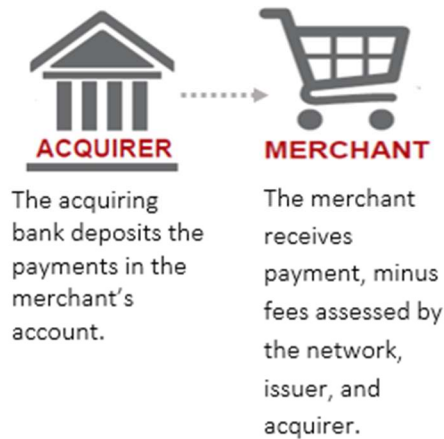 ACQUIRER
The acquiring
bank deposits the
payments in the
merchant's
account.
MERCHANT
The merchant
receives
payment, minus
fees assessed by
the network,
issuer, and
acquirer.